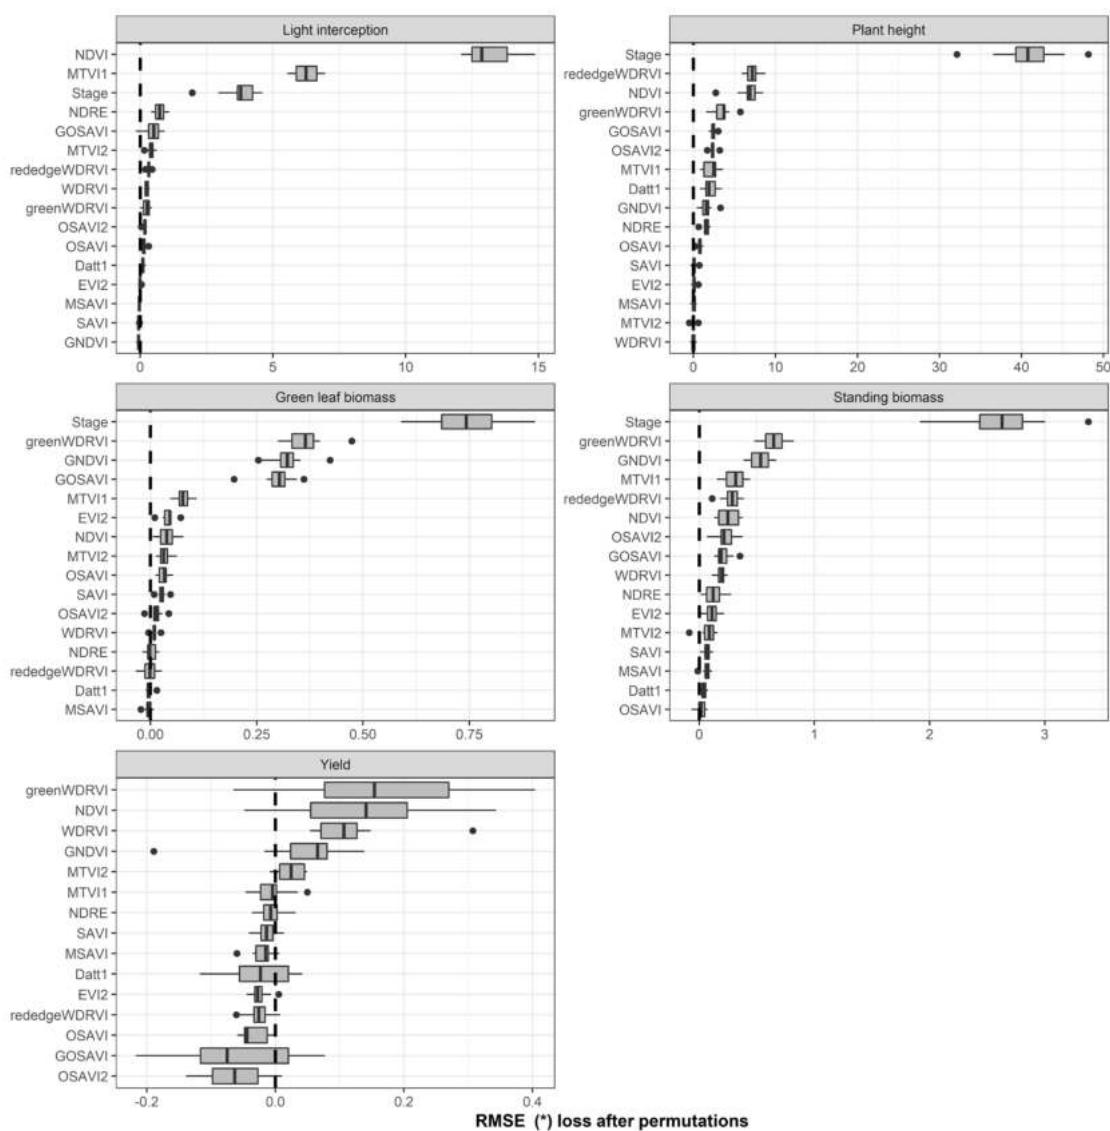 Light interception
NDVI
MTVI1
Stage
NDRE
GOSAVI
MTVI2
rededgeWDRVI
WDRVI
greenWDRVI
OSAVI2
OSAVI
Datt1
EVI2
MSAVI
SAVI
GNDVI
0 5 10 15
Plant height
Stage
rededgeWDRVI
NDVI
greenWDRVI
GOSAVI
OSAVI2
MTVI1
Datt1
GNDVI
NDRE
OSAVI
SAVI
EVI2
MSAVI
MTVI2
WDRVI
0 10 20 30 40 50
Green leaf biomass
Stage
greenWDRVI
GNDVI
GOSAVI
MTVI1
EVI2
NDVI
MTVI2
OSAVI
SAVI
OSAVI2
WDRVI
NDRE
rededgeWDRVI
Datt1
MSAVI
0.00 0.25 0.50 0.75
Standing biomass
Stage
greenWDRVI
GNDVI
MTVI1
rededgeWDRVI
NDVI
OSAVI2
GOSAVI
WDRVI
NDRE
EVI2
MTVI2
SAVI
MSAVI
Datt1
OSAVI
0 1 2 3
Yield
greenWDRVI
NDVI
WDRVI
GNDVI
MTVI2
MTVI1
NDRE
SAVI
MSAVI
Datt1
EVI2
rededgeWDRVI
OSAVI
GOSAVI
OSAVI2
-0.2 0.0 0.2 0.4
RMSE (*) loss after permutations